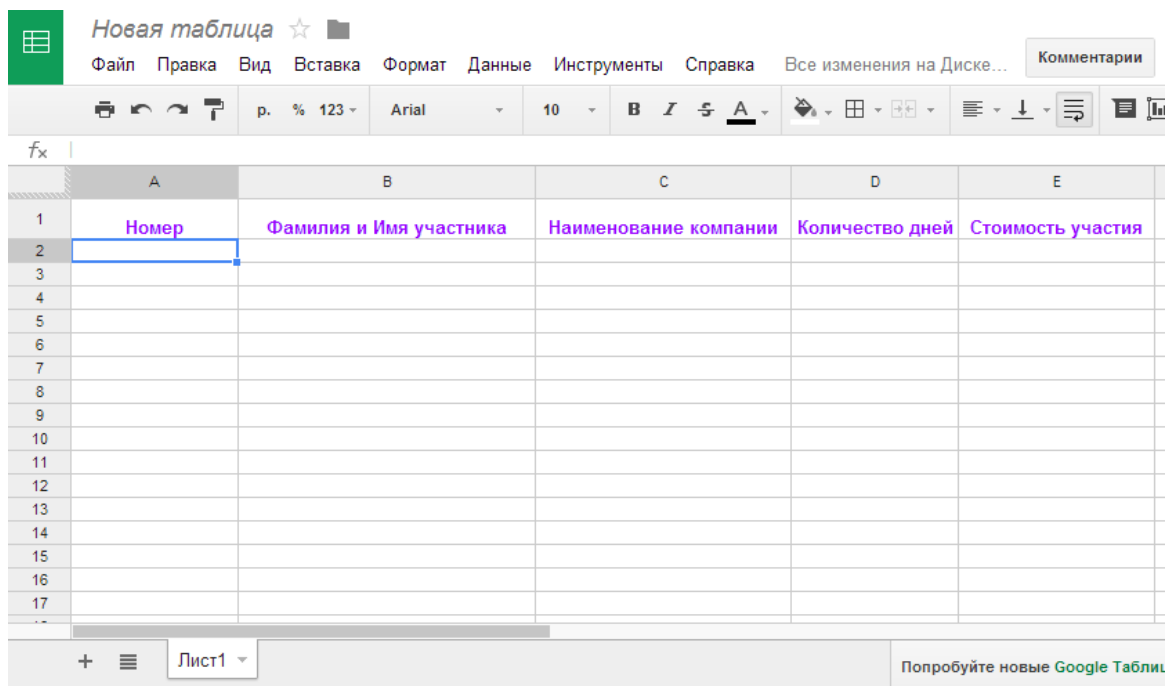 Новая таблица
Файл Правка Вид Вставка Формат Данные Инструменты Справка Все изменения на Диске... Комментарии
р. % 123 Arial 10 B I S A
fx
A B C D E
1 Номер Фамилия и Имя участника Наименование компании Количество дней Стоимость участия
2
3
4
5
6
7
8
9
10
11
12
13
14
15
16
17
Лист1
Попробуйте новые Google